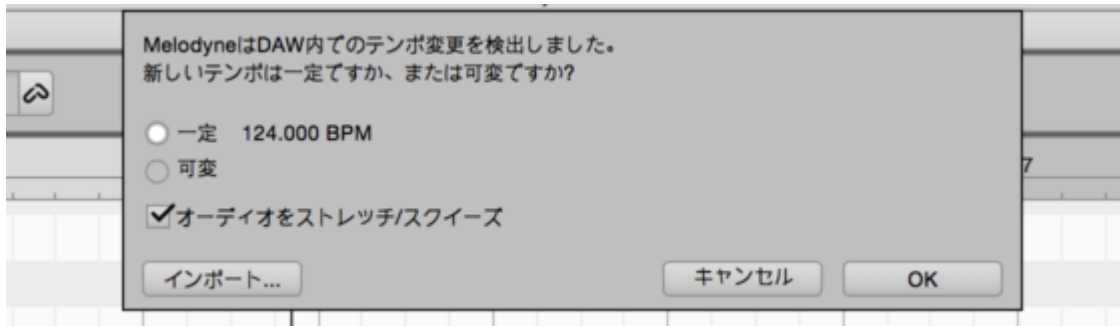 MelodyneはDAW内でのテンポ変更を検出しました。
新しいテンポは一定ですか、または可変ですか?
一定 124.000 BPM
可変
7
オーディオをストレッチ/スクイーズ
インポート... キャンセル OK